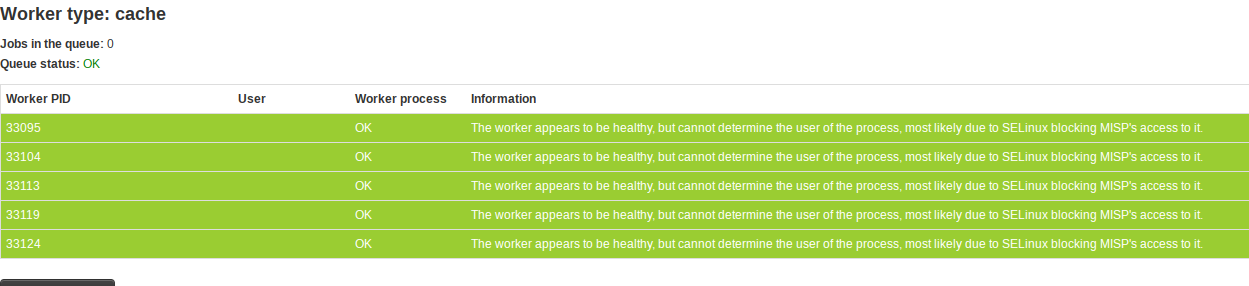 Worker type: cache
Jobs in the queue: 0
Queue status: OK
Worker PID User Worker process Information
33095 OK The worker appears to be healthy, but cannot determine the user of the process, most likely due to SELinux blocking MISP's access to it.
33104 OK The worker appears to be healthy, but cannot determine the user of the process, most likely due to SELinux blocking MISP's access to it.
33113 OK The worker appears to be healthy, but cannot determine the user of the process, most likely due to SELinux blocking MISP's access to it.
33119 OK The worker appears to be healthy, but cannot determine the user of the process, most likely due to SELinux blocking MISP's access to it.
33124 OK The worker appears to be healthy, but cannot determine the user of the process, most likely due to SELinux blocking MISP's access to it.